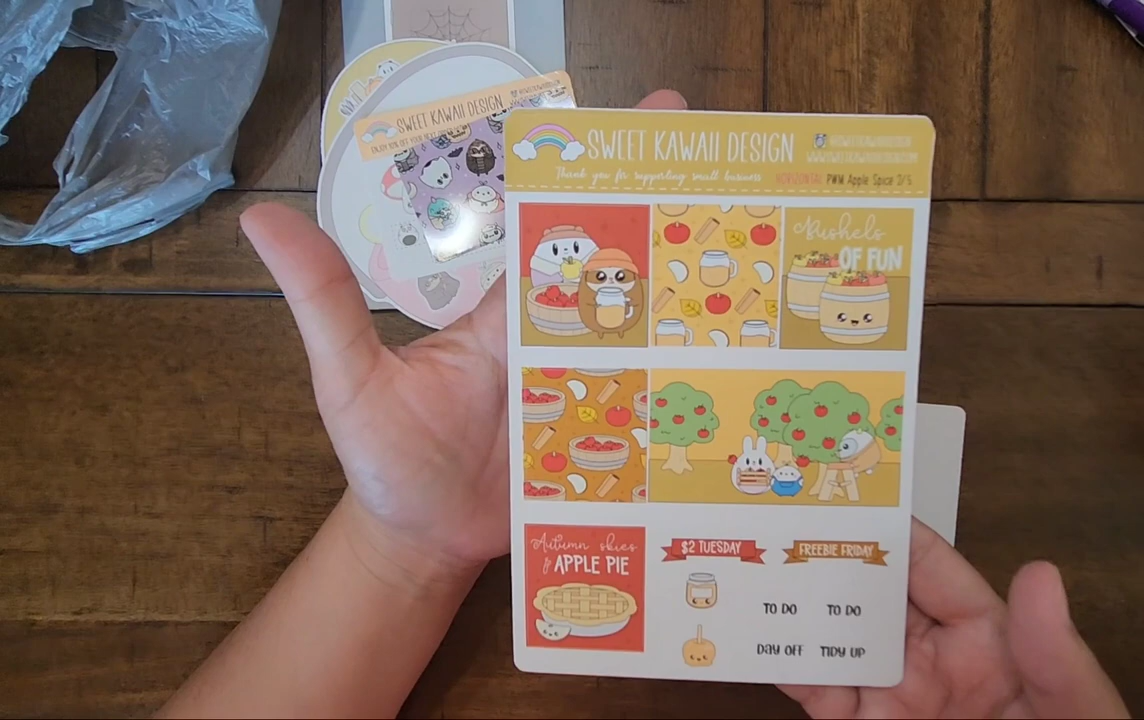 SWEET KAWAII DESIGN
SWEET KAWAII DESIGN
Thank you for supporting small business
HORIZONTAL PWM Apple Spice
Bushels
OF FUN
Autumn skies
& APPLE PIE
$2 TUESDAY
FREEBIE FRIDAY
TO DO
TO DO
DAY OFF
TIDY UP